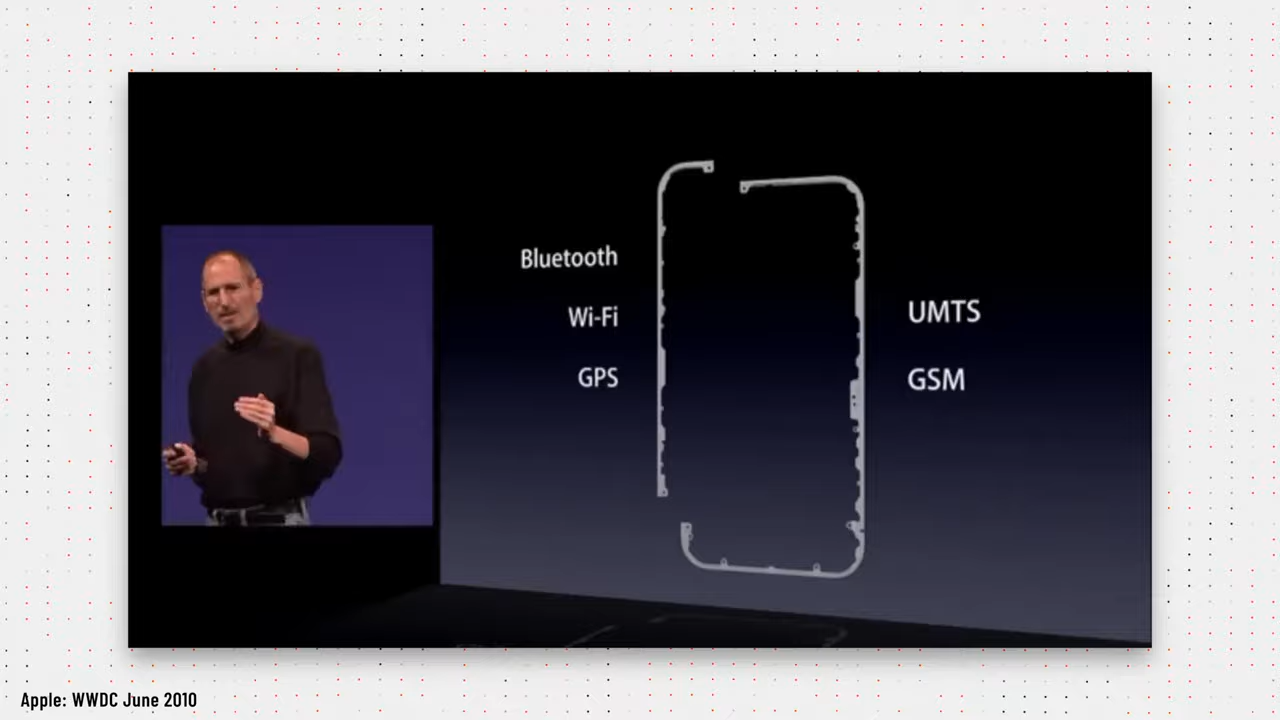 Bluetooth
Wi-Fi
GPS
UMTS
GSM
Apple: WWDC June 2010